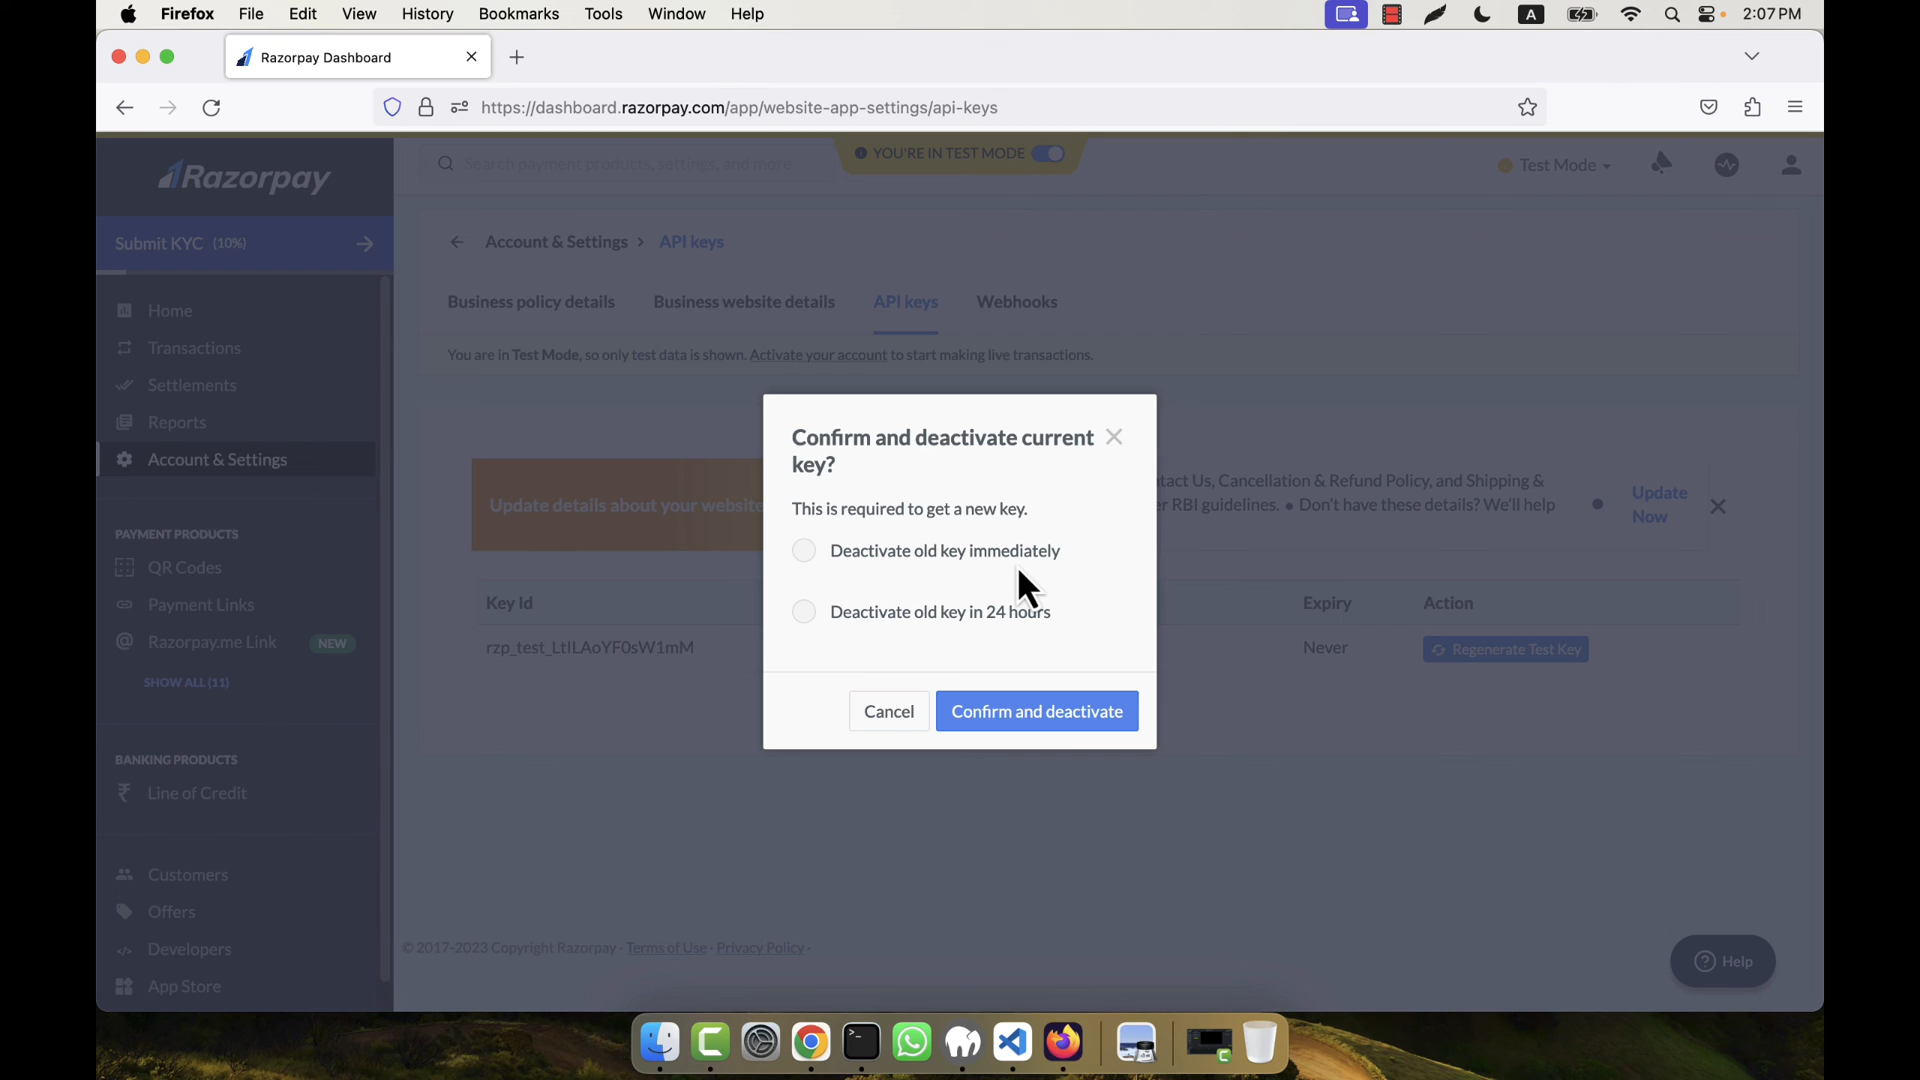 Firefox File Edit View History Bookmarks Tools Window Help A 2:07 PM
Razorpay Dashboard
https://dashboard.razorpay.com/app/website-app-settings/api-keys
Razorpay
Search payment products, settings, and more
YOU'RE IN TEST MODE
Test Mode
Submit KYC (10%)
Account & Settings > API keys
Home
Transactions
Settlements
Reports
Account & Settings
PAYMENT PRODUCTS
QR Codes
Payment Links
Razorpay.me Link NEW
SHOW ALL (11)
BANKING PRODUCTS
Line of Credit
Customers
Offers
Developers
App Store
Business policy details Business website details API keys Webhooks
You are in Test Mode, so only test data is shown. Activate your account to start making live transactions.
Update details about your website
tact Us, Cancellation & Refund Policy, and Shipping &
er RBI guidelines. • Don't have these details? We'll help
Update
Now
Key Id Expiry Action
rzp_test_LtlLAoYF0sW1mM Never Regenerate Test Key
Confirm and deactivate current
key?
This is required to get a new key.
Deactivate old key immediately
Deactivate old key in 24 hours
Cancel Confirm and deactivate
© 2017-2023 Copyright Razorpay · Terms of Use · Privacy Policy ·
Help